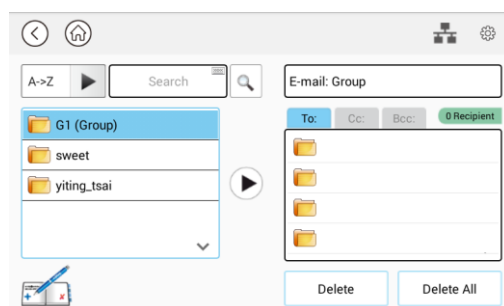 A->Z
Search
E-mail: Group
G1 (Group)
sweet
yiting_tsai
To:
Cc:
Bcc:
0 Recipient
Delete
Delete All